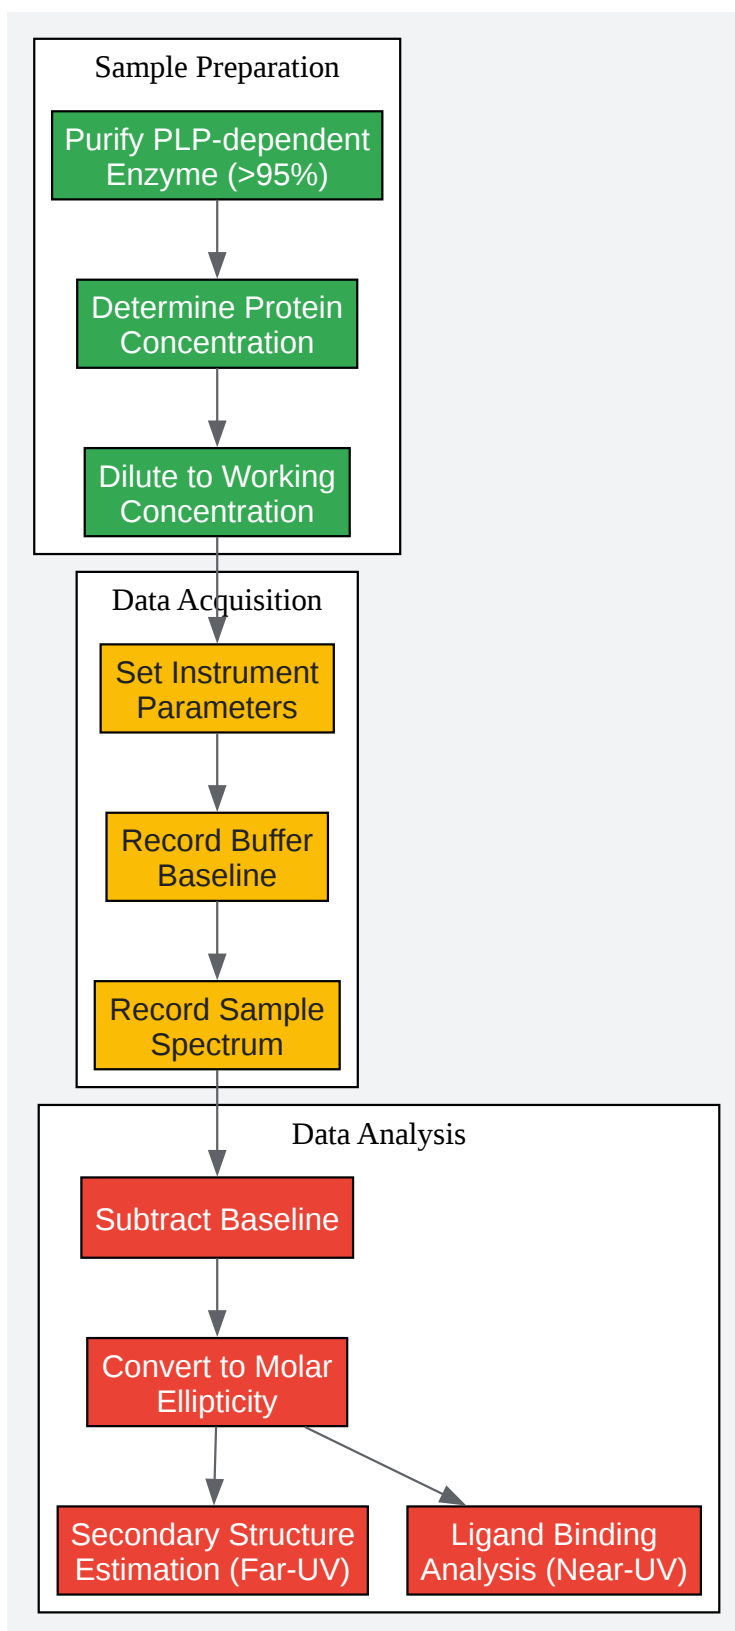 Sample Preparation
Purify PLP-dependent
Enzyme (>95%)
Determine Protein
Concentration
Dilute to Working
Concentration
Data Acquisition
Set Instrument
Parameters
Record Buffer
Baseline
Record Sample
Spectrum
Data Analysis
Subtract Baseline
Convert to Molar
Ellipticity
Secondary Structure
Estimation (Far-UV)
Ligand Binding
Analysis (Near-UV)